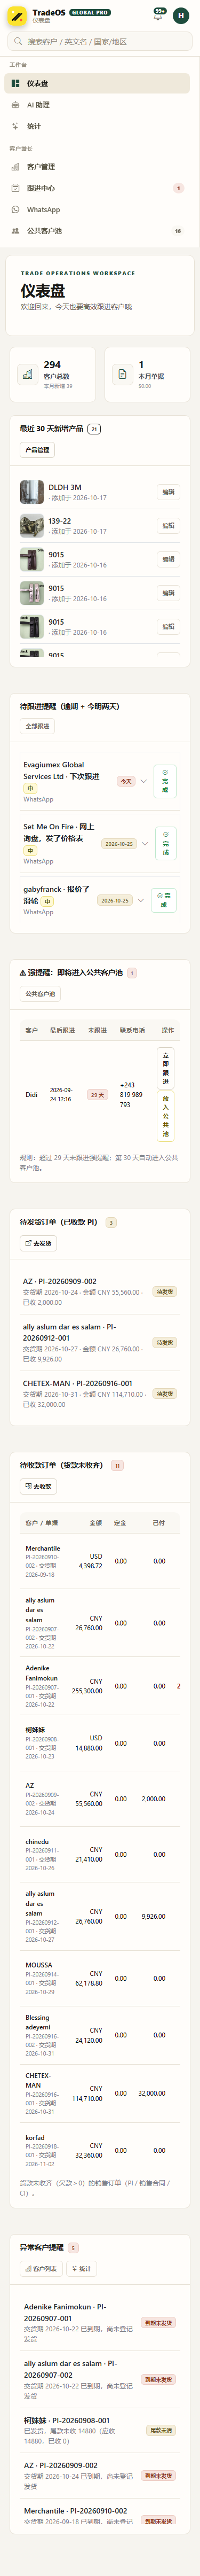 TradeOS GLOBAL PRO
跟进客户
99+
H
搜索客户 / 英文名 / 国家/地区
工作台
仪表盘
AI 助理
统计
客户增长
客户管理
跟进中心 1
WhatsApp
公共客户池 16
TRADE OPERATIONS WORKSPACE
仪表盘
欢迎回来，今天也要高效跟进客户哦
294
客户总数
本月新增 39
1
本月单据
$0.00
最近 30 天新增产品 21
产品管理
DLDH 3M
· 添加于 2026-10-17
编辑
139-22
· 添加于 2026-10-17
编辑
9015
· 添加于 2026-10-16
编辑
9015
· 添加于 2026-10-16
编辑
9015
· 添加于 2026-10-16
编辑
9015
待跟进提醒（逾期 + 今明两天）
全部跟进
Evagiumex Global
Services Ltd · 下次跟进
中
WhatsApp
今天
完
成
Set Me On Fire · 网上
询盘，发了价格表
中
WhatsApp
2026-10-25
完
成
gabyfranck · 报价了
滑轮 中
WhatsApp
2026-10-25
完
成
强提醒：即将进入公共客户池 1
公共客户池
客户 最后跟进 未跟进 联系电话 操作
Didi
2026-09-
24 12:16
29 天
+243
819 989
793
立
即
跟
进
放
入
公
共
池
规则：超过 29 天未跟进强提醒；第 30 天自动进入公共
客户池。
待发货订单（已收款 PI） 3
去发货
AZ · PI-20260909-002
交货期 2026-10-24 · 金额 CNY 55,560.00 ·
已收 2,000.00
待发货
ally aslum dar es salam · PI-
20260912-001
交货期 2026-10-27 · 金额 CNY 26,760.00 ·
已收 9,926.00
待发货
CHETEX-MAN · PI-20260916-001
交货期 2026-10-31 · 金额 CNY 114,710.00 ·
已收 32,000.00
待发货
待收款订单（货款未收齐） 11
去收款
客户 / 单据 金额 定金 已付
Merchantile
PI-20260910-
002 · 交货期
2026-09-18
USD
4,398.72
0.00 0.00
ally aslum
dar es
salam
PI-20260907-
002 · 交货期
2026-10-22
CNY
26,760.00
0.00 0.00
Adenike
Fanimokun
PI-20260907-
001 · 交货期
2026-10-22
CNY
255,300.00
0.00 0.00 2
柯妹妹
PI-20260908-
001 · 交货期
2026-10-23
USD
14,880.00
0.00 0.00
AZ
PI-20260909-
002 · 交货期
2026-10-24
CNY
55,560.00
0.00 2,000.00
chinedu
PI-20260911-
001 · 交货期
2026-10-26
CNY
21,410.00
0.00 0.00
ally aslum
dar es
salam
PI-20260912-
001 · 交货期
2026-10-27
CNY
26,760.00
0.00 9,926.00
MOUSSA
PI-20260914-
001 · 交货期
2026-10-29
CNY
62,178.80
0.00 0.00
Blessing
adeyemi
PI-20260916-
002 · 交货期
2026-10-31
CNY
24,120.00
0.00 0.00
CHETEX-
MAN
PI-20260916-
001 · 交货期
2026-10-31
CNY
114,710.00
0.00 32,000.00
korfad
PI-20260918-
001 · 交货期
2026-11-02
CNY
32,360.00
0.00 0.00
货款未收齐（欠款 > 0）的销售订单（PI / 销售合同 /
CI）。
异常客户提醒 5
客户列表
统计
Adenike Fanimokun · PI-
20260907-001
交货期 2026-10-22 已到期，尚未登记
发货
到期未发货
ally aslum dar es salam · PI-
20260907-002
交货期 2026-10-22 已到期，尚未登记
发货
到期未发货
柯妹妹 · PI-20260908-001
已发货，尾款未收 14880（应收
14880，已收 0）
尾款未清
AZ · PI-20260909-002
交货期 2026-10-24 已到期，尚未登记
发货
到期未发货
Merchantile · PI-20260910-002
交货期 2026-09-18 已到期，尚未登记
到期未发货